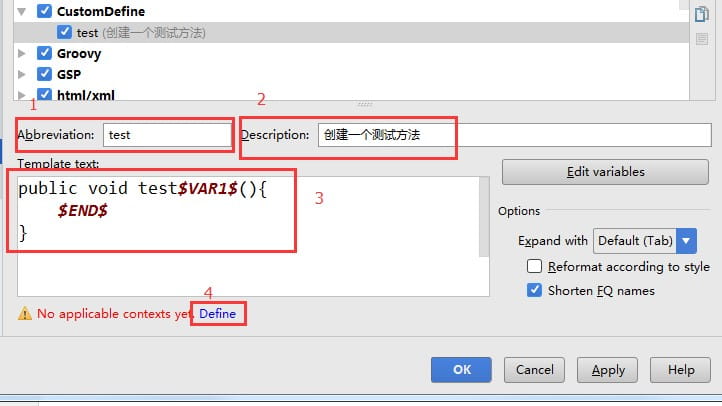 CustomDefine
test (创建一个测试方法)
Groovy
GSP
html/xml
1
2
Abbreviation: test
Description: 创建一个测试方法
Template text:
Edit variables
public void test$VAR1$(){
$END$
}
3
Options
Expand with Default (Tab)
Reformat according to style
Shorten FQ names
4
No applicable contexts yet. Define
OK Cancel Apply Help